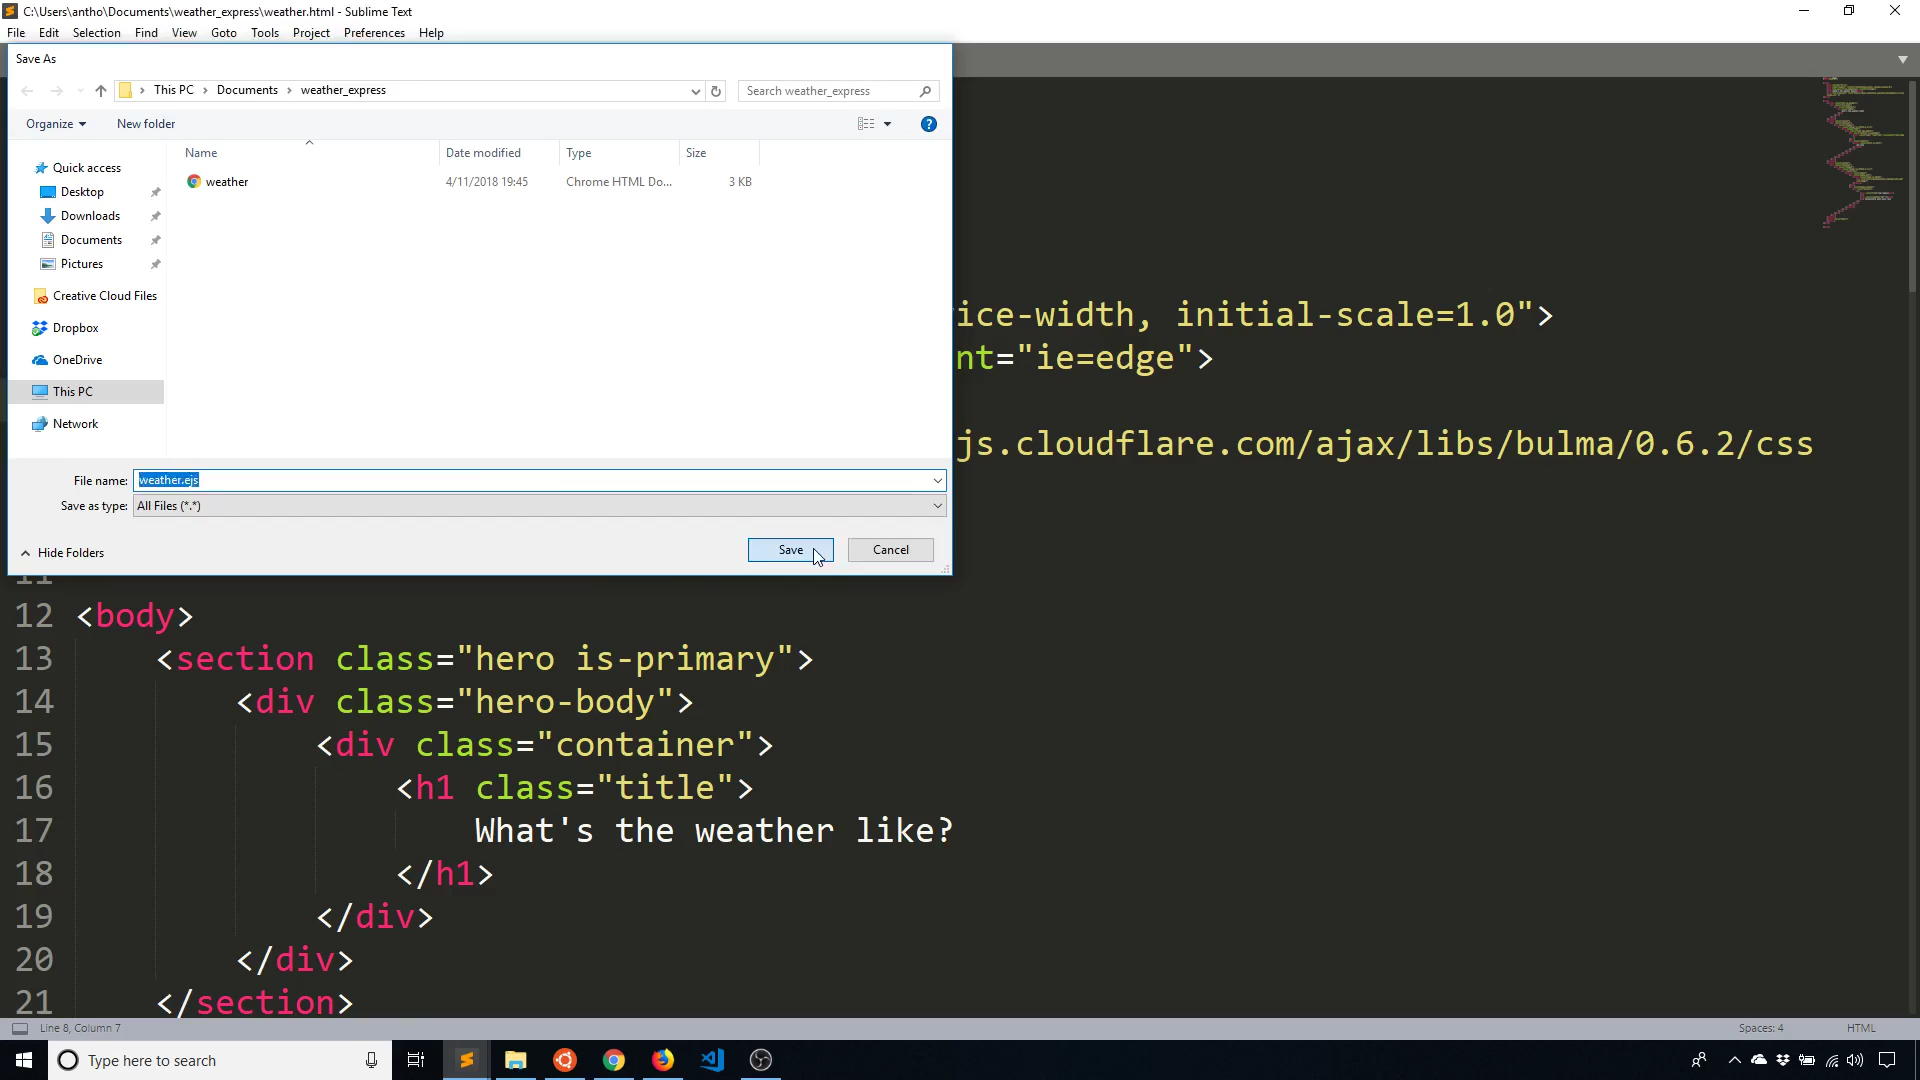 C:\Users\antho\Documents\weather_express\weather.html - Sublime Text
File Edit Selection Find View Goto Tools Project Preferences Help
Save As
This PC > Documents > weather_express
Search weather_express
Organize
New folder
Name Date modified Type Size
weather 4/11/2018 19:45 Chrome HTML Do... 3 KB
Quick access
Desktop
Downloads
Documents
Pictures
Creative Cloud Files
Dropbox
OneDrive
This PC
Network
File name: weather.ejs
Save as type: All Files (*.*)
Hide Folders
Save
Cancel
ice-width, initial-scale=1.0">
nt="ie=edge">
js.cloudflare.com/ajax/libs/bulma/0.6.2/css
11
12 <body>
13 <section class="hero is-primary">
14 <div class="hero-body">
15 <div class="container">
16 <h1 class="title">
17 What's the weather like?
18 </h1>
19 </div>
20 </div>
21 </section>
Line 8, Column 7
Spaces: 4
HTML
Type here to search